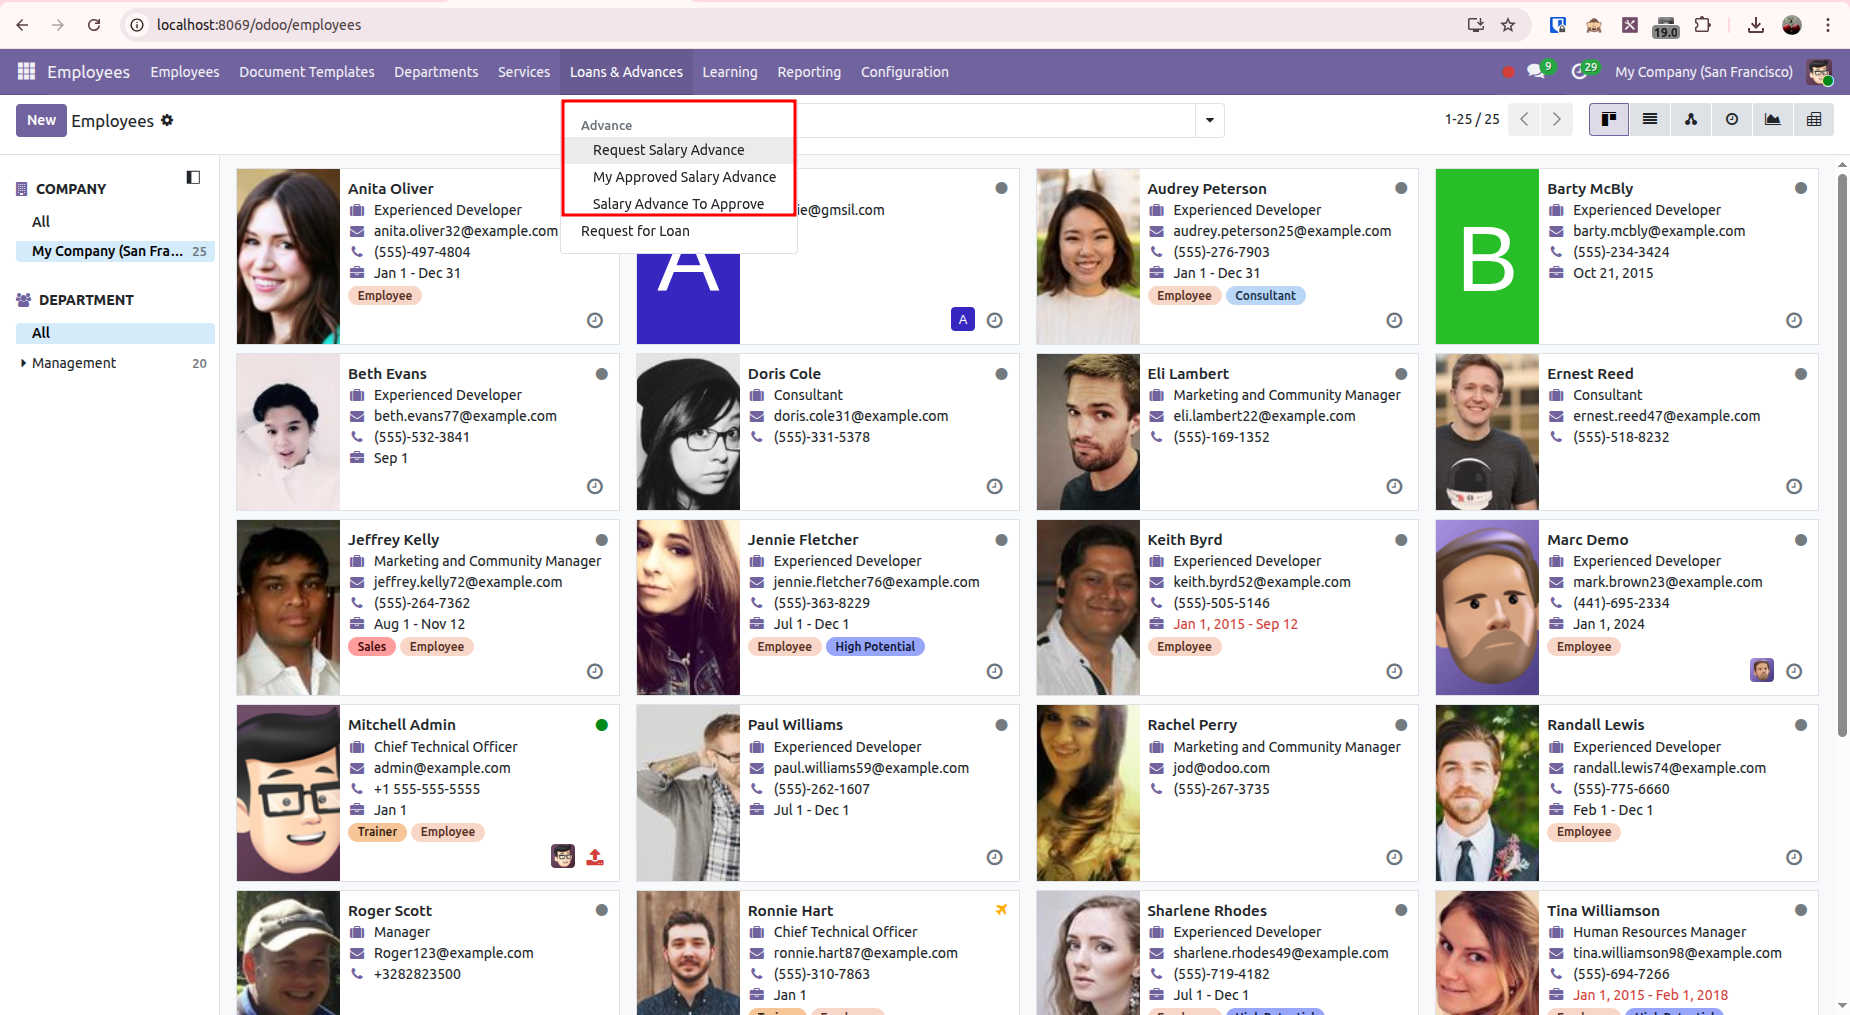 localhost:8069/odoo/employees
19.0
Employees Employees Document Templates Departments Services Loans & Advances Learning Reporting Configuration 9 29 My Company (San Francisco)
New Employees 1-25 / 25
Advance
Request Salary Advance
My Approved Salary Advance
Salary Advance To Approve
Request for Loan
COMPANY
All
My Company (San Fra... 25
DEPARTMENT
All
Management 20
Anita Oliver
Experienced Developer
anita.oliver32@example.com
(555)-497-4804
Jan 1 - Dec 31
Employee
A
ie@gmsil.com
A
Audrey Peterson
Experienced Developer
audrey.peterson25@example.com
(555)-276-7903
Jan 1 - Dec 31
Employee Consultant
B
Barty McBly
Experienced Developer
barty.mcbly@example.com
(555)-234-3424
Oct 21, 2015
Beth Evans
Experienced Developer
beth.evans77@example.com
(555)-532-3841
Sep 1
Doris Cole
Consultant
doris.cole31@example.com
(555)-331-5378
Eli Lambert
Marketing and Community Manager
eli.lambert22@example.com
(555)-169-1352
Ernest Reed
Consultant
ernest.reed47@example.com
(555)-518-8232
Jeffrey Kelly
Marketing and Community Manager
jeffrey.kelly72@example.com
(555)-264-7362
Aug 1 - Nov 12
Sales Employee
Jennie Fletcher
Experienced Developer
jennie.fletcher76@example.com
(555)-363-8229
Jul 1 - Dec 1
Employee High Potential
Keith Byrd
Experienced Developer
keith.byrd52@example.com
(555)-505-5146
Jan 1, 2015 - Sep 12
Employee
Marc Demo
Experienced Developer
mark.brown23@example.com
(441)-695-2334
Jan 1, 2024
Employee
Mitchell Admin
Chief Technical Officer
admin@example.com
+1 555-555-5555
Jan 1
Trainer Employee
Paul Williams
Experienced Developer
paul.williams59@example.com
(555)-262-1607
Jul 1 - Dec 1
Rachel Perry
Marketing and Community Manager
jod@odoo.com
(555)-267-3735
Randall Lewis
Experienced Developer
randall.lewis74@example.com
(555)-775-6660
Feb 1 - Dec 1
Employee
Roger Scott
Manager
Roger123@example.com
+3282823500
Ronnie Hart
Chief Technical Officer
ronnie.hart87@example.com
(555)-310-7863
Jan 1
Trainer Employee
Sharlene Rhodes
Experienced Developer
sharlene.rhodes49@example.com
(555)-719-4182
Jul 1 - Dec 1
Employee High Potential
Tina Williamson
Human Resources Manager
tina.williamson98@example.com
(555)-694-7266
Jan 1, 2015 - Feb 1, 2018
Employee High Potential